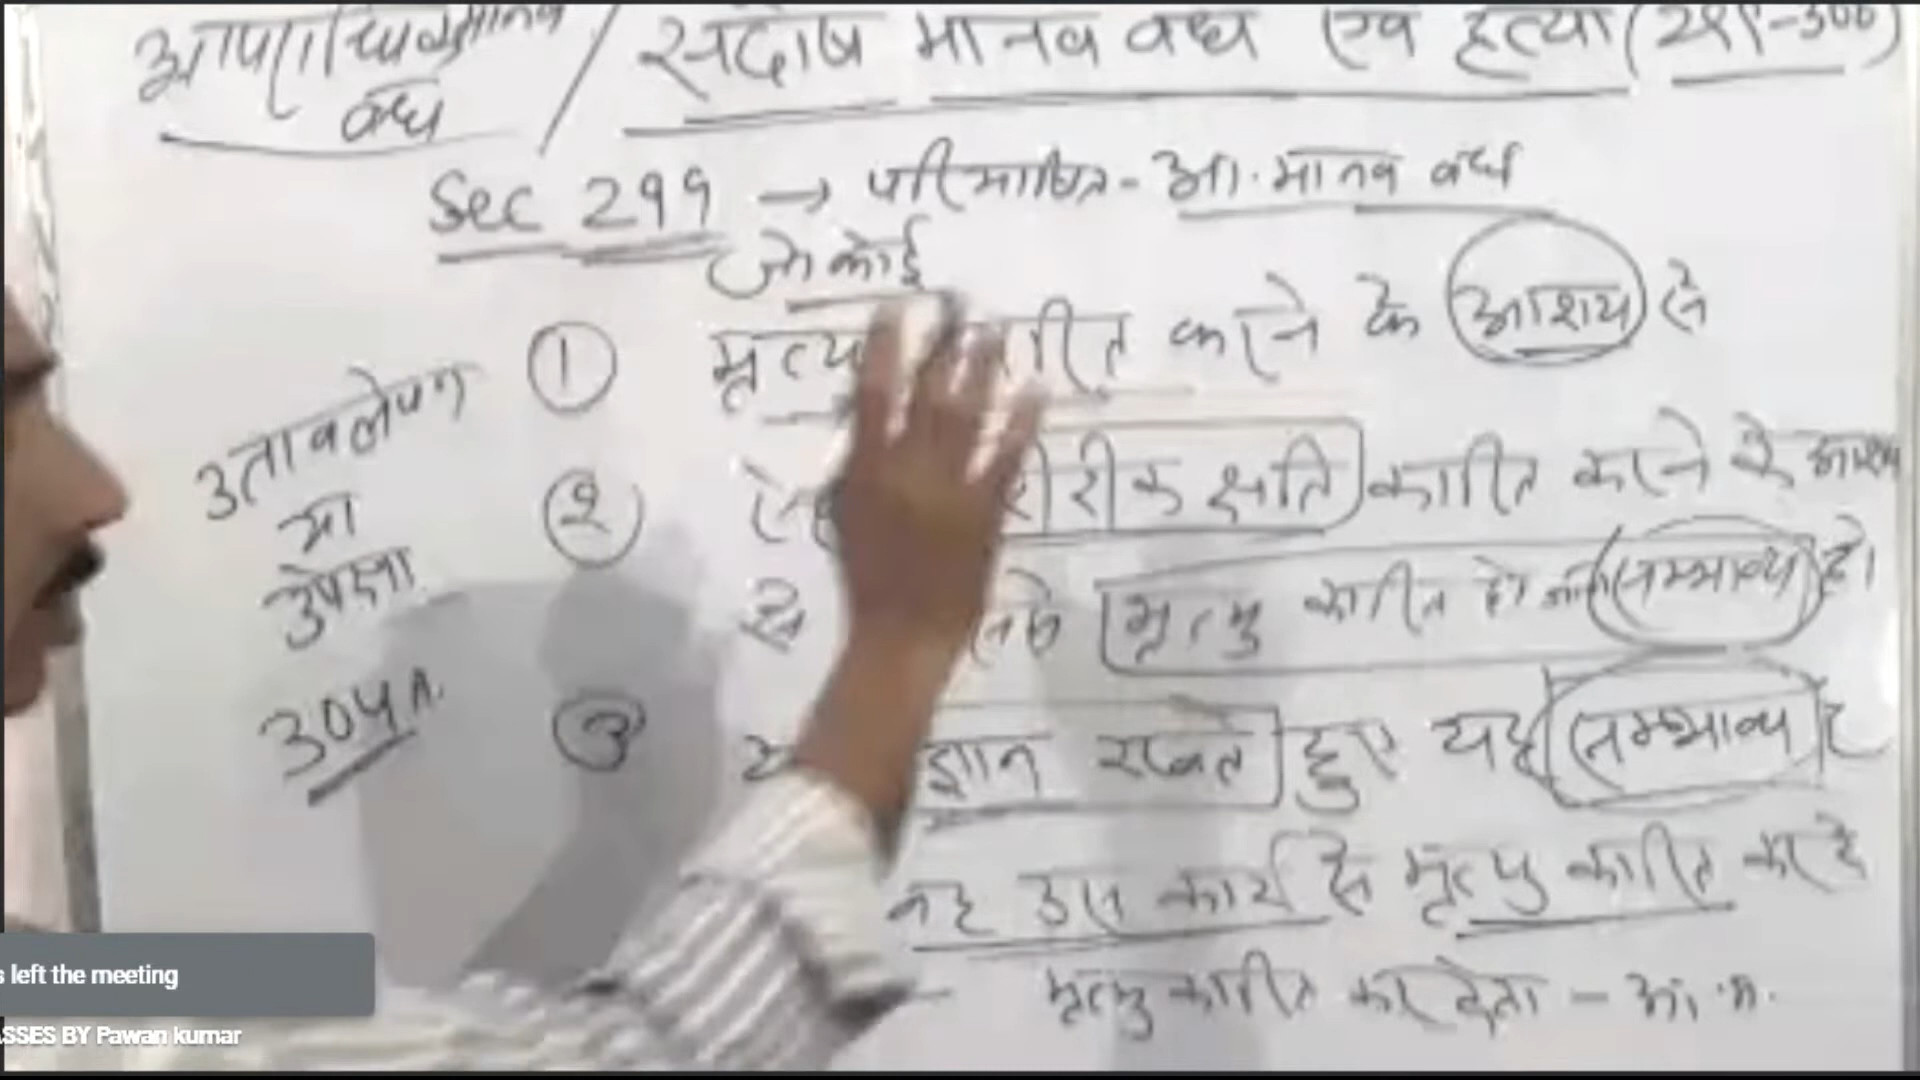 आपराधिक मानव वध / सदोष मानव वध एवं हत्या (299-300)
Sec 299 → परिभाषित - आ. मानव वध
जो कोई
① मृत्यु कारित करने के आशय से
② शारीरिक क्षति कारित करने के आशय
से मृत्यु कारित हो जाना सम्भाव्य हो।
③ ज्ञान रखते हुए यह सम्भाव्य है
वह उस कार्य से मृत्यु कारित कर दे
मृत्यु कारित कर देता - आ. म.
उतावलेपन
या
उपेक्षा
304A.
s left the meeting
ASSES BY Pawan kumar